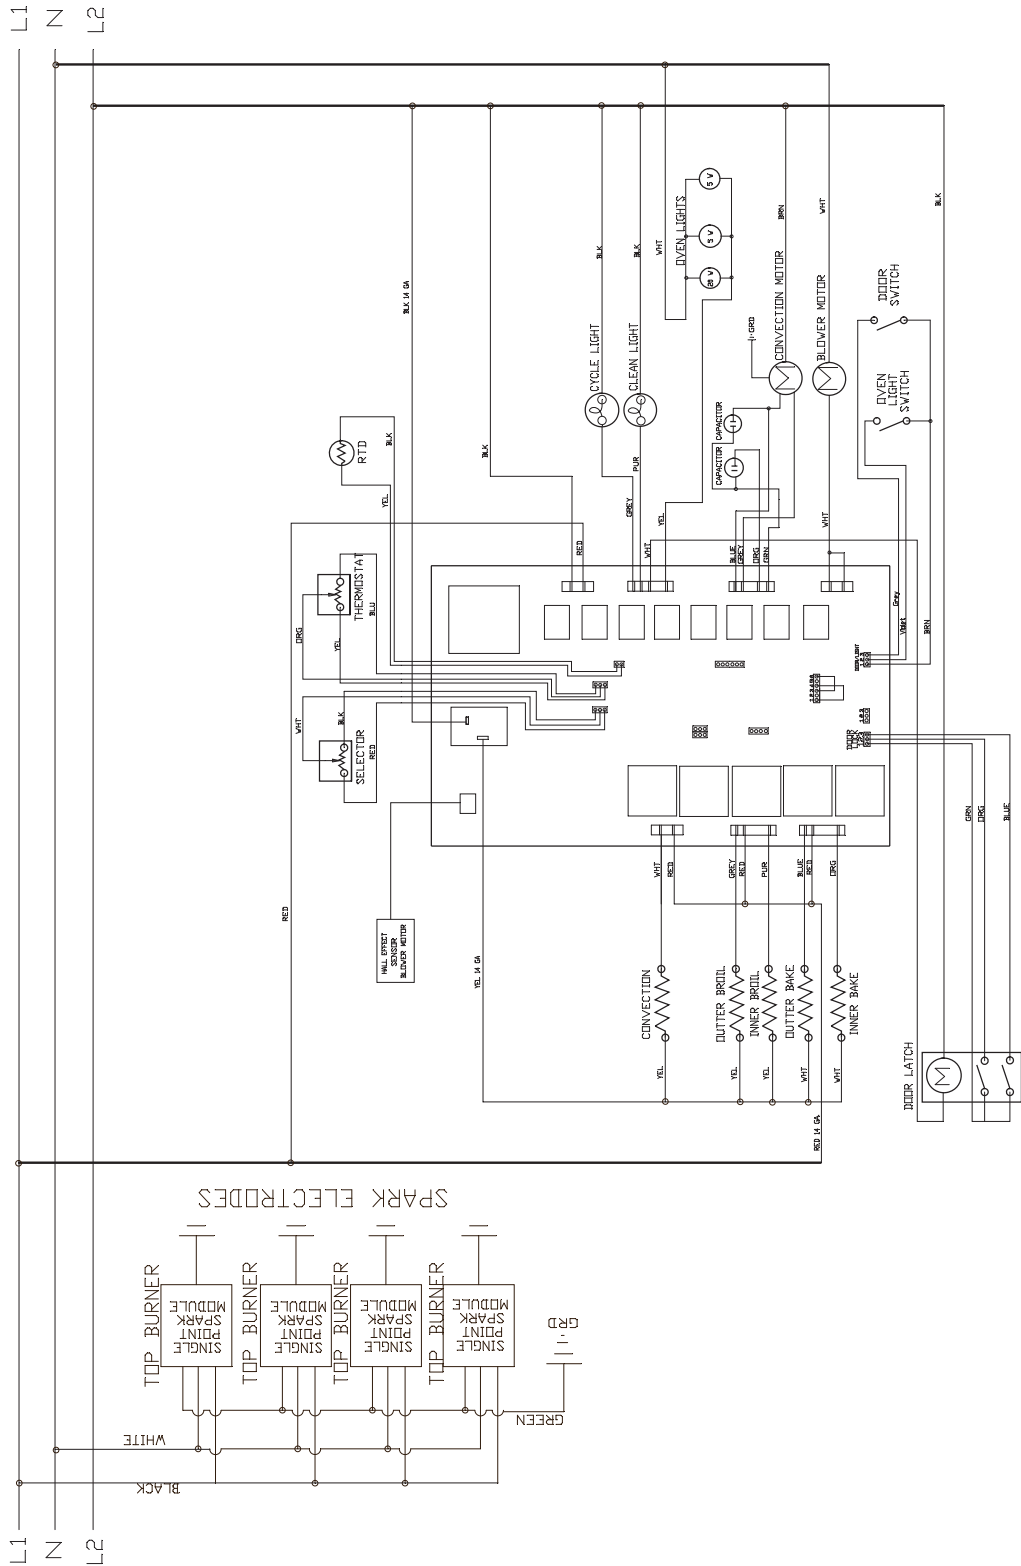 L1
N
L2
BLK 14 GA
BLK
BLK
BLK
WHT
OVEN LIGHTS
5 V
5 V
25 V
BRN
WHT
BLK
CYCLE LIGHT
CLEAN LIGHT
GRD
CONVECTION MOTOR
BLOWER MOTOR
DOOR
SWITCH
OVEN
LIGHT
SWITCH
RTD
BLK
YEL
CAPACITOR
CAPACITOR
GREY
PUR
WHT
YEL
BLUE
GREY
ORG
GRN
WHT
RED
THERMOSTAT
ORG
YEL
BLU
Grey
Violet
BRN
WHT
BLK
RED
SELECTOR
DOOR
GRN
ORG
BLUE
RED
HALL EFFECT
SENSOR
BLOWER MOTOR
YEL 14 GA
WHT
RED
GREY
RED
PUR
BLUE
RED
ORG
CONVECTION
OUTTER BROIL
INNER BROIL
OUTTER BAKE
INNER BAKE
YEL
YEL
YEL
WHT
WHT
RED 14 GA
DOOR LATCH
M
SPARK ELECTRODES
TOP BURNER
SINGLE
POINT
SPARK
MODULE
TOP BURNER
SINGLE
POINT
SPARK
MODULE
TOP BURNER
SINGLE
POINT
SPARK
MODULE
TOP BURNER
SINGLE
POINT
SPARK
MODULE
GRD
GREEN
WHITE
BLACK
L1
N
L2